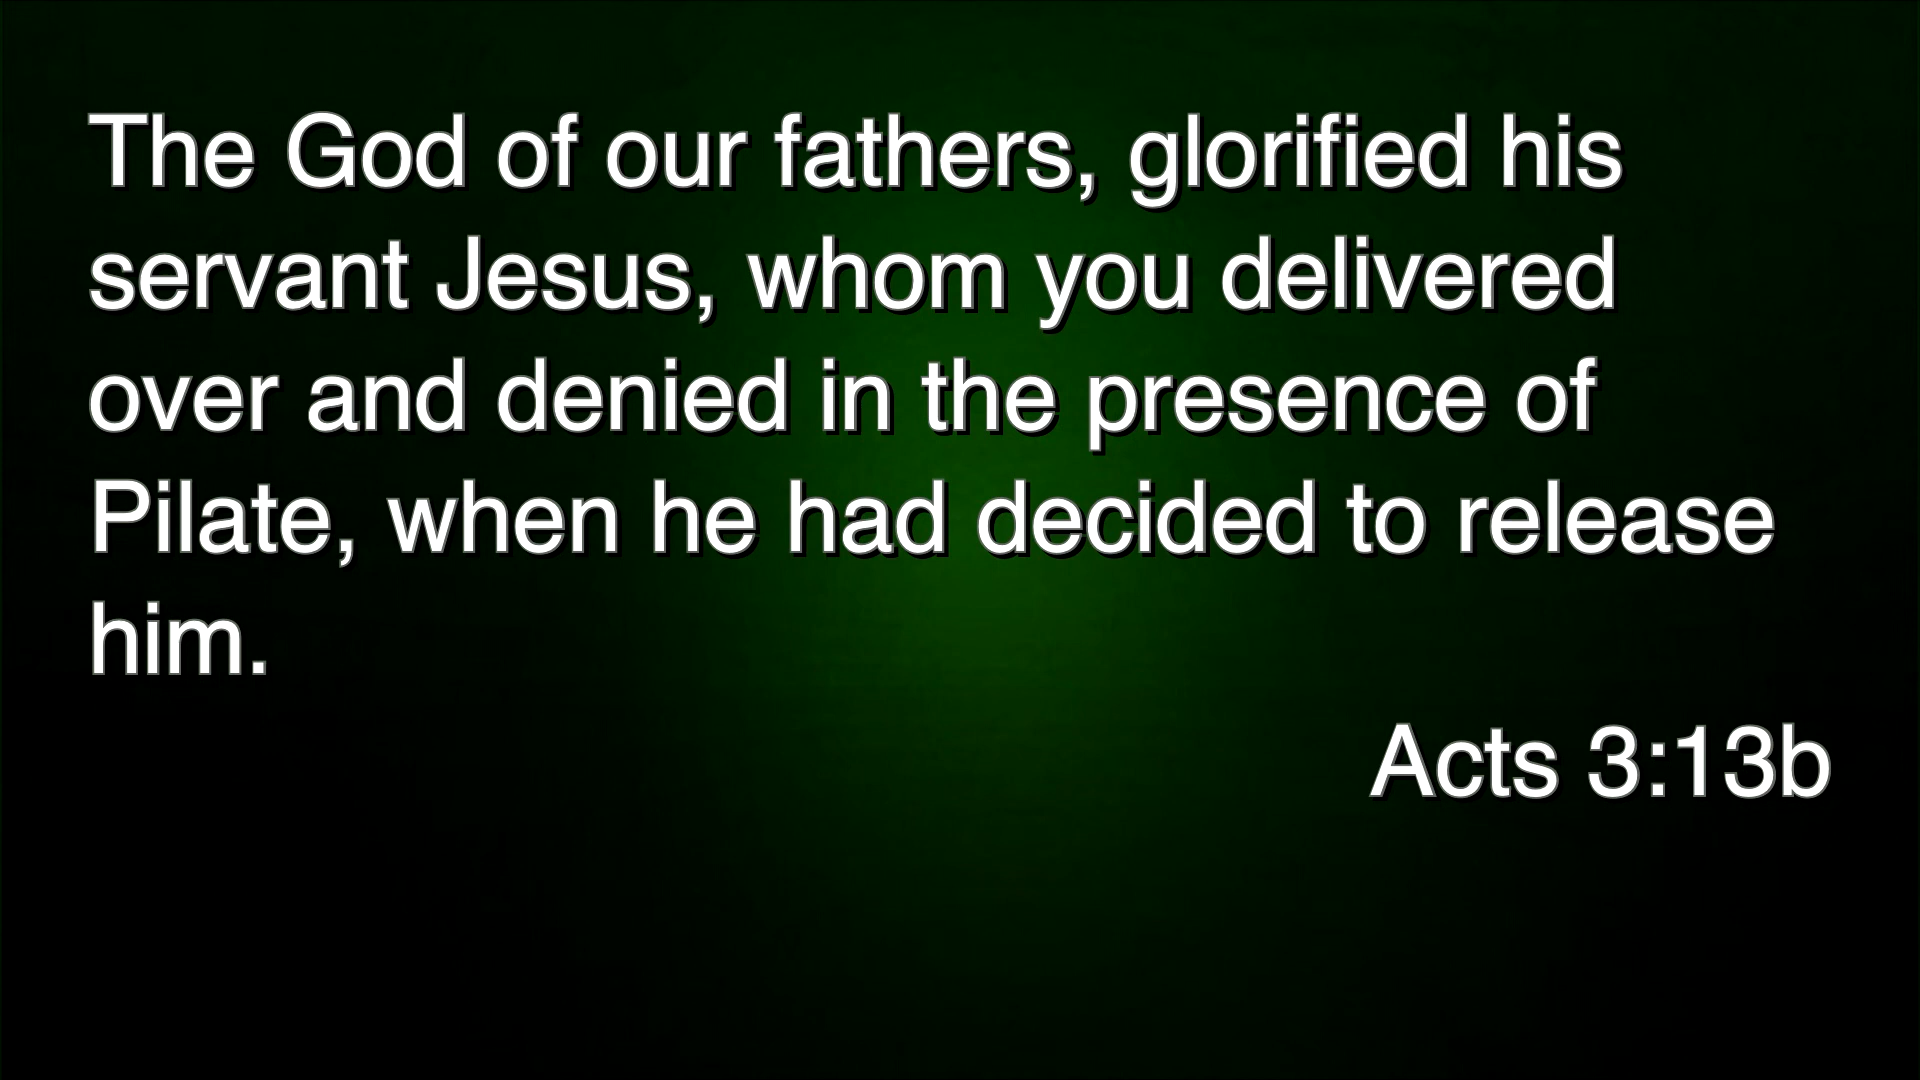 The God of our fathers, glorified his
servant Jesus, whom you delivered
over and denied in the presence of
Pilate, when he had decided to release
him.
Acts 3:13b